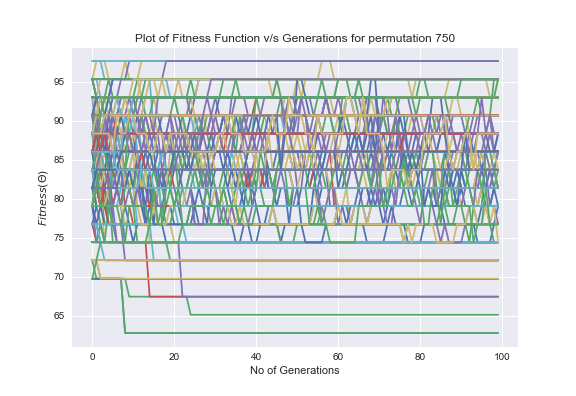 Plot of Fitness Function v/s Generations for permutation 750
95
90
85
80
75
70
65
Fitness(Θ)
0 20 40 60 80 100
No of Generations